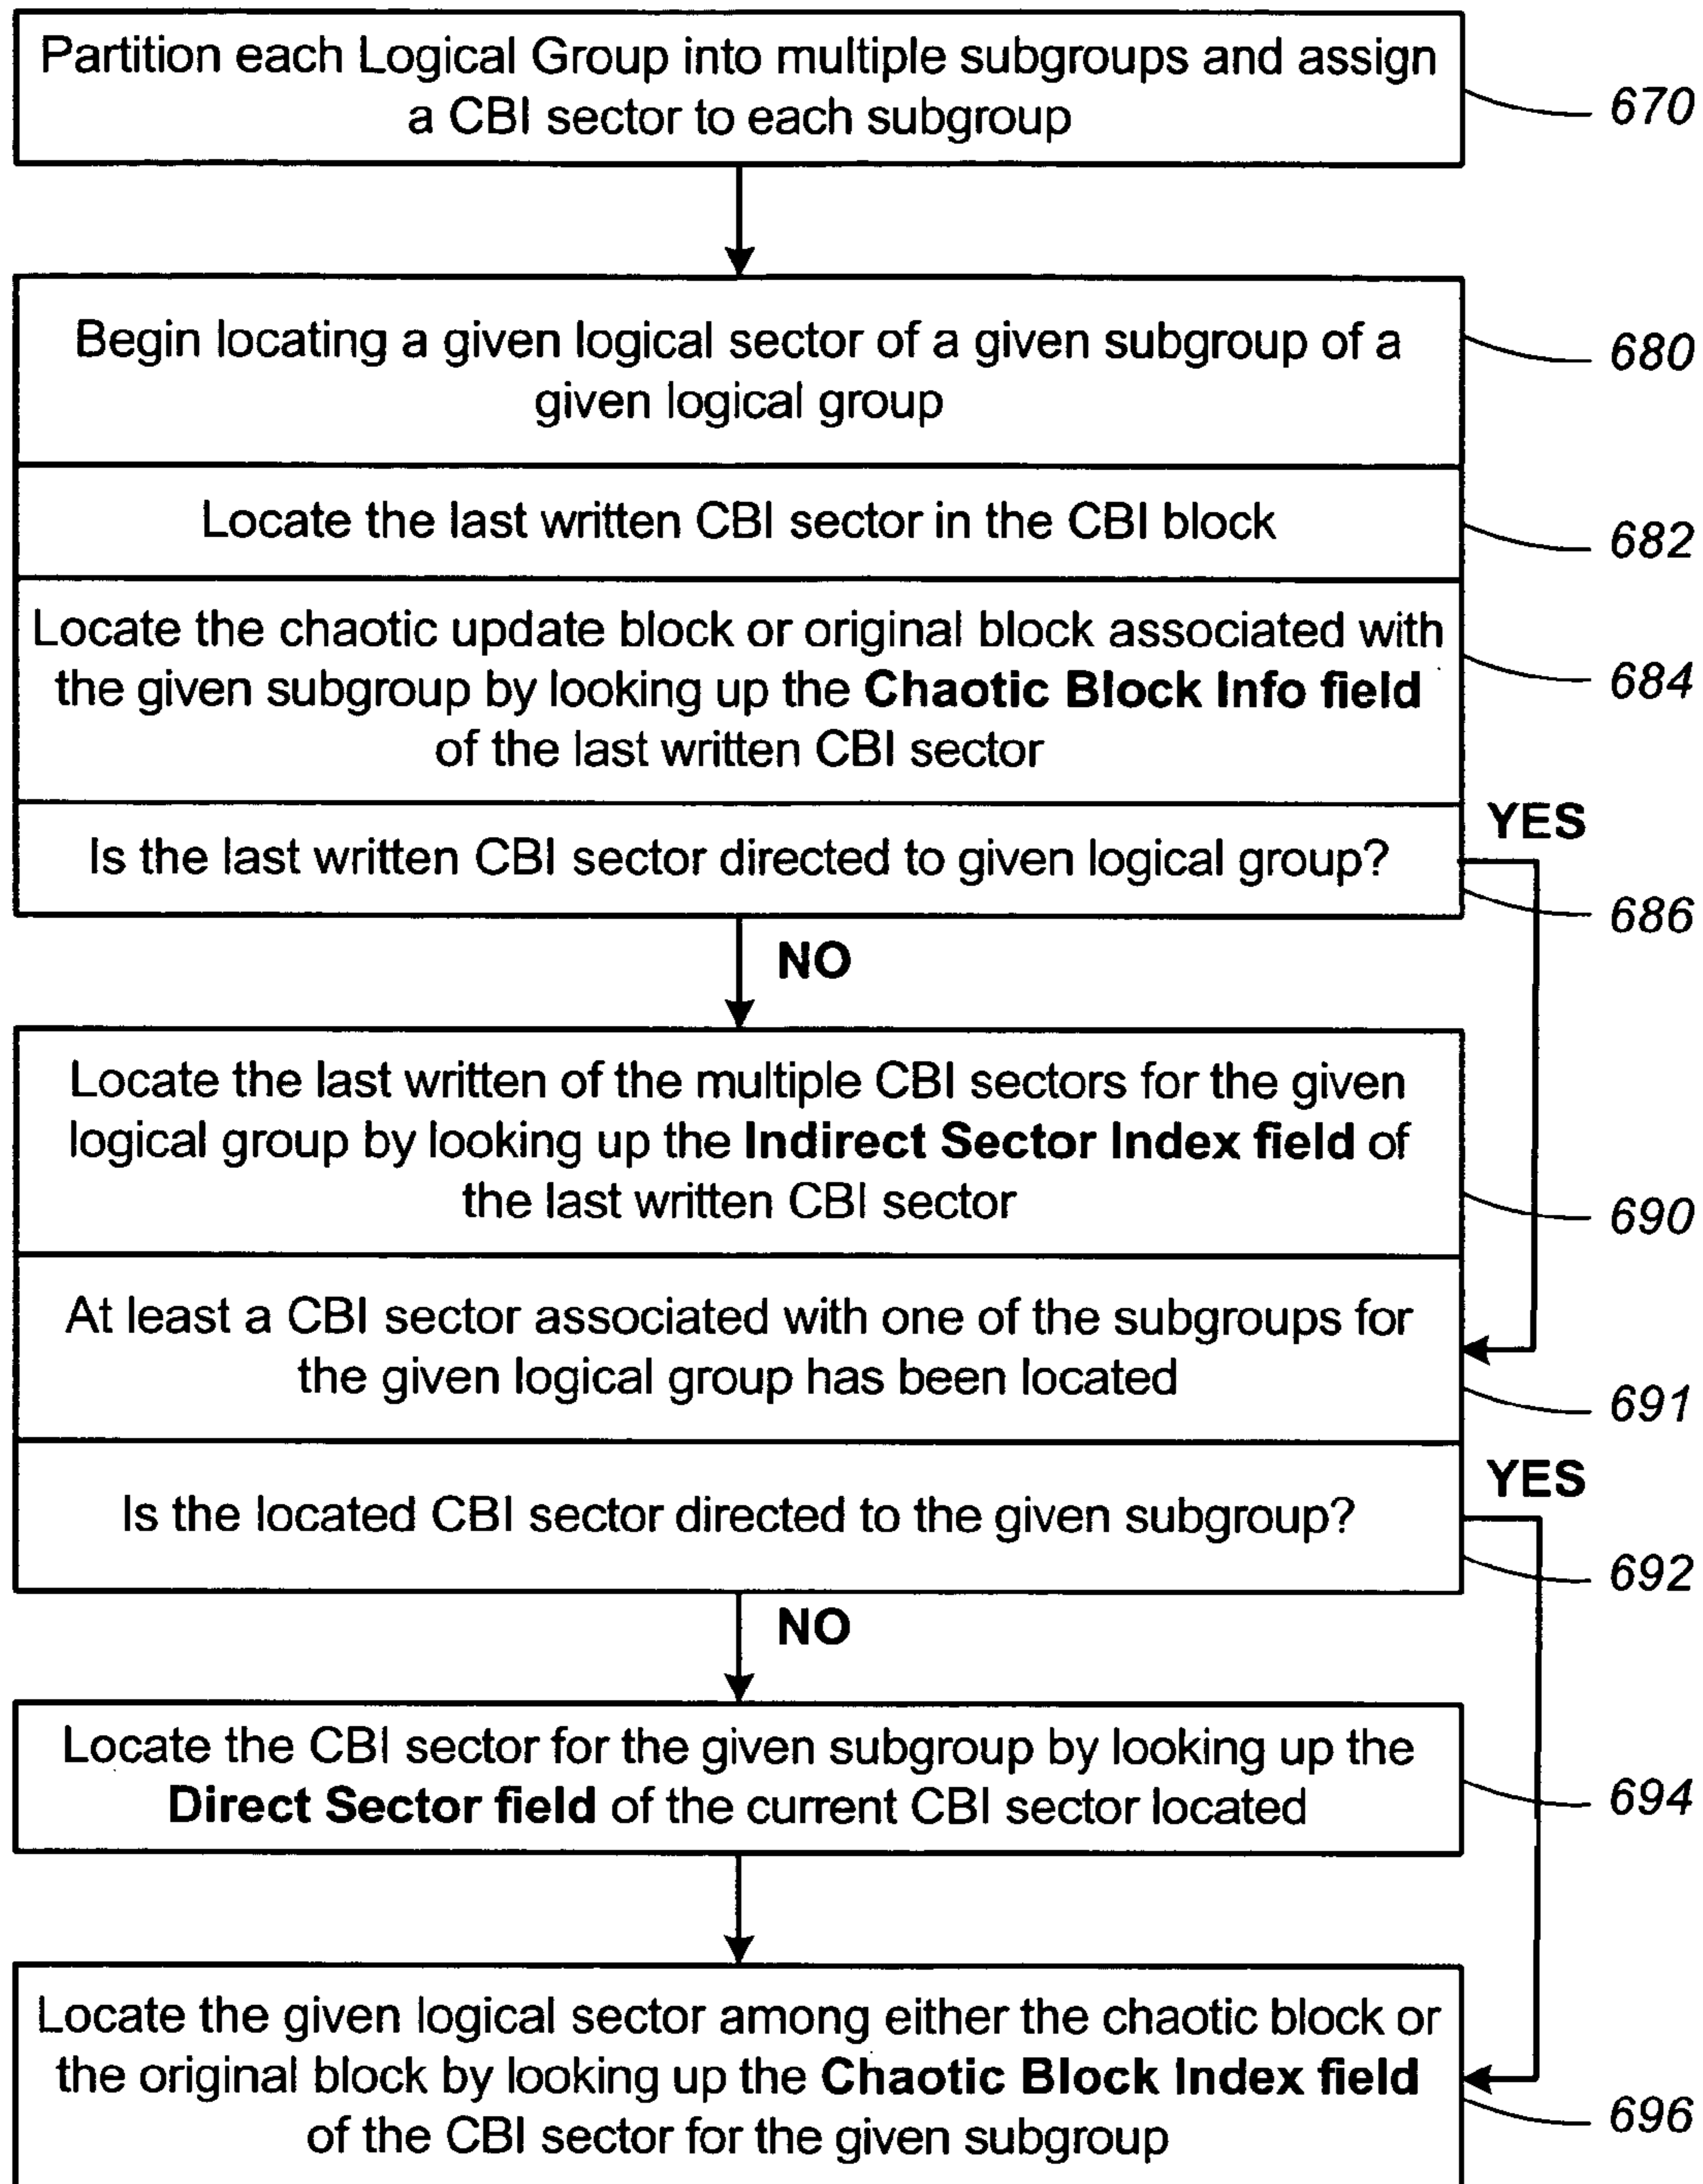 Partition each Logical Group into multiple subgroups and assign
a CBI sector to each subgroup
670
Begin locating a given logical sector of a given subgroup of a
given logical group
680
Locate the last written CBI sector in the CBI block
682
Locate the chaotic update block or original block associated with
the given subgroup by looking up the Chaotic Block Info field
of the last written CBI sector
684
YES
Is the last written CBI sector directed to given logical group?
686
NO
Locate the last written of the multiple CBI sectors for the given
logical group by looking up the Indirect Sector Index field of
the last written CBI sector
690
At least a CBI sector associated with one of the subgroups for
the given logical group has been located
691
YES
Is the located CBI sector directed to the given subgroup?
692
NO
Locate the CBI sector for the given subgroup by looking up the
Direct Sector field of the current CBI sector located
694
Locate the given logical sector among either the chaotic block or
the original block by looking up the Chaotic Block Index field
of the CBI sector for the given subgroup
696